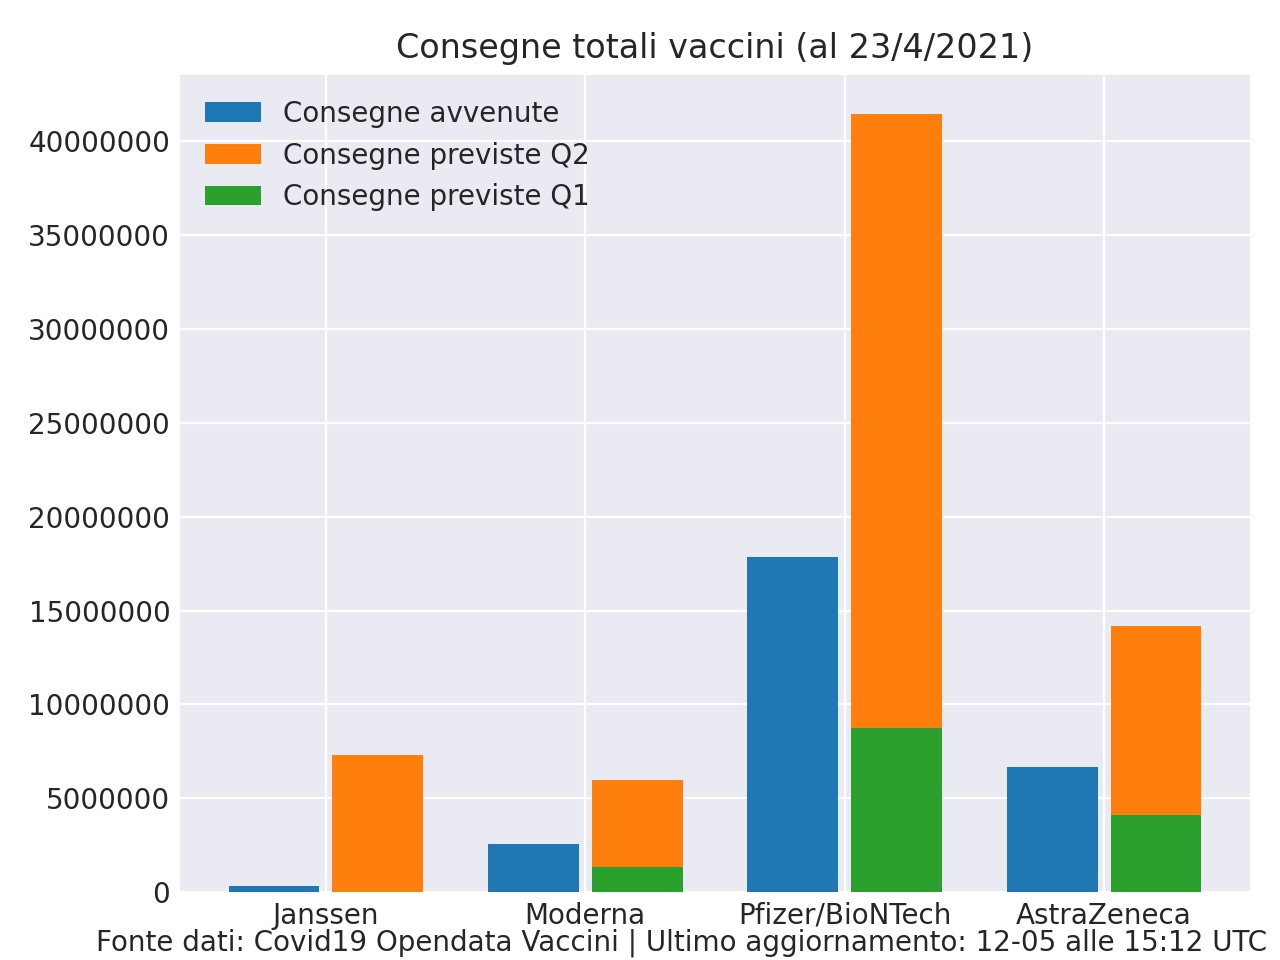 Consegne totali vaccini (al 23/4/2021)
Consegne avvenute
Consegne previste Q2
Consegne previste Q1
40000000
35000000
30000000
25000000
20000000
15000000
10000000
5000000
0
Janssen Moderna Pfizer/BioNTech AstraZeneca
Fonte dati: Covid19 Opendata Vaccini | Ultimo aggiornamento: 12-05 alle 15:12 UTC